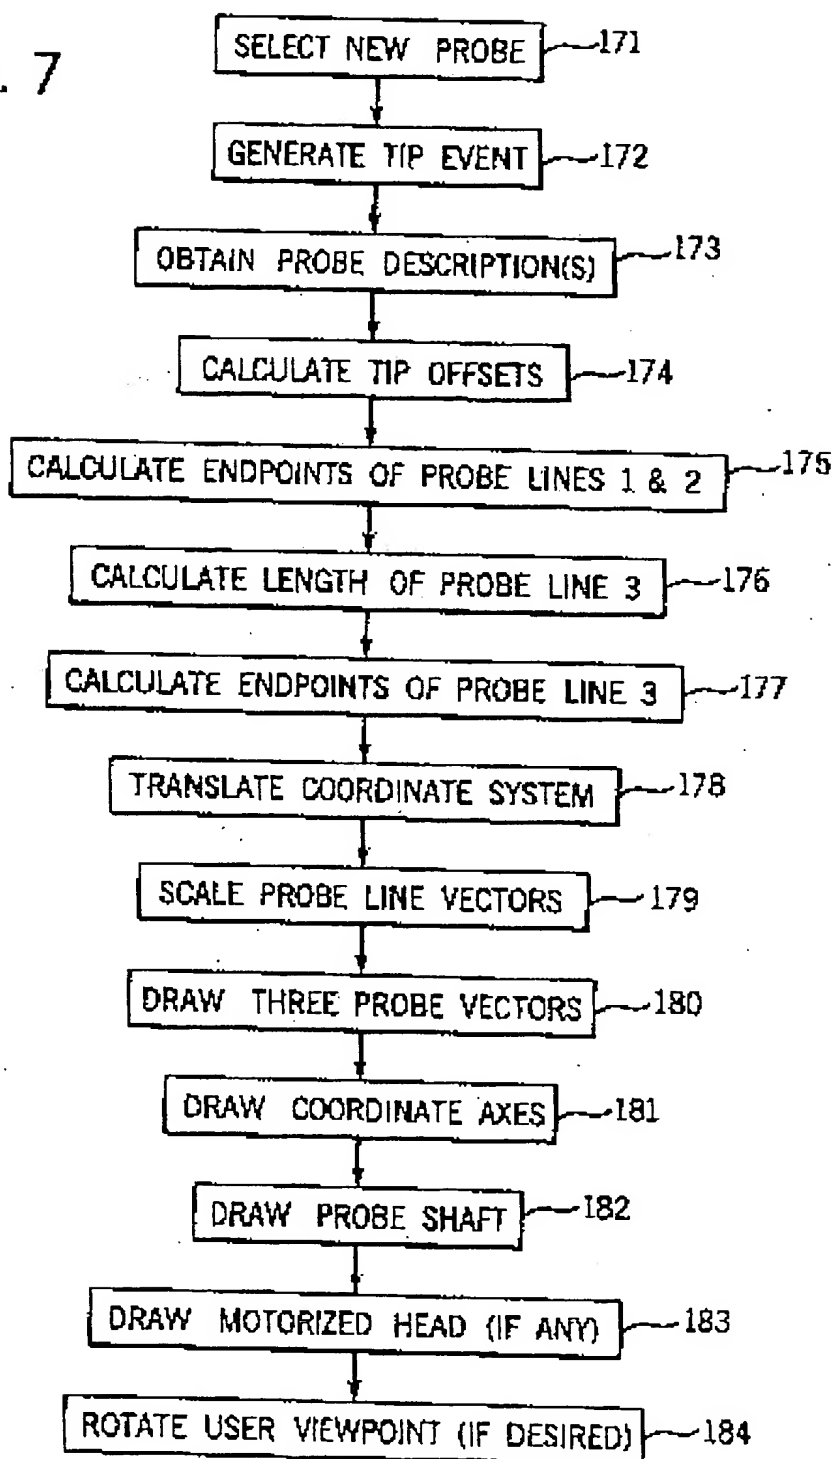 . 7
SELECT NEW PROBE 171
GENERATE TIP EVENT 172
OBTAIN PROBE DESCRIPTION(S) 173
CALCULATE TIP OFFSETS 174
CALCULATE ENDPOINTS OF PROBE LINES 1 & 2 175
CALCULATE LENGTH OF PROBE LINE 3 176
CALCULATE ENDPOINTS OF PROBE LINE 3 177
TRANSLATE COORDINATE SYSTEM 178
SCALE PROBE LINE VECTORS 179
DRAW THREE PROBE VECTORS 180
DRAW COORDINATE AXES 181
DRAW PROBE SHAFT 182
DRAW MOTORIZED HEAD (IF ANY) 183
ROTATE USER VIEWPOINT (IF DESIRED) 184